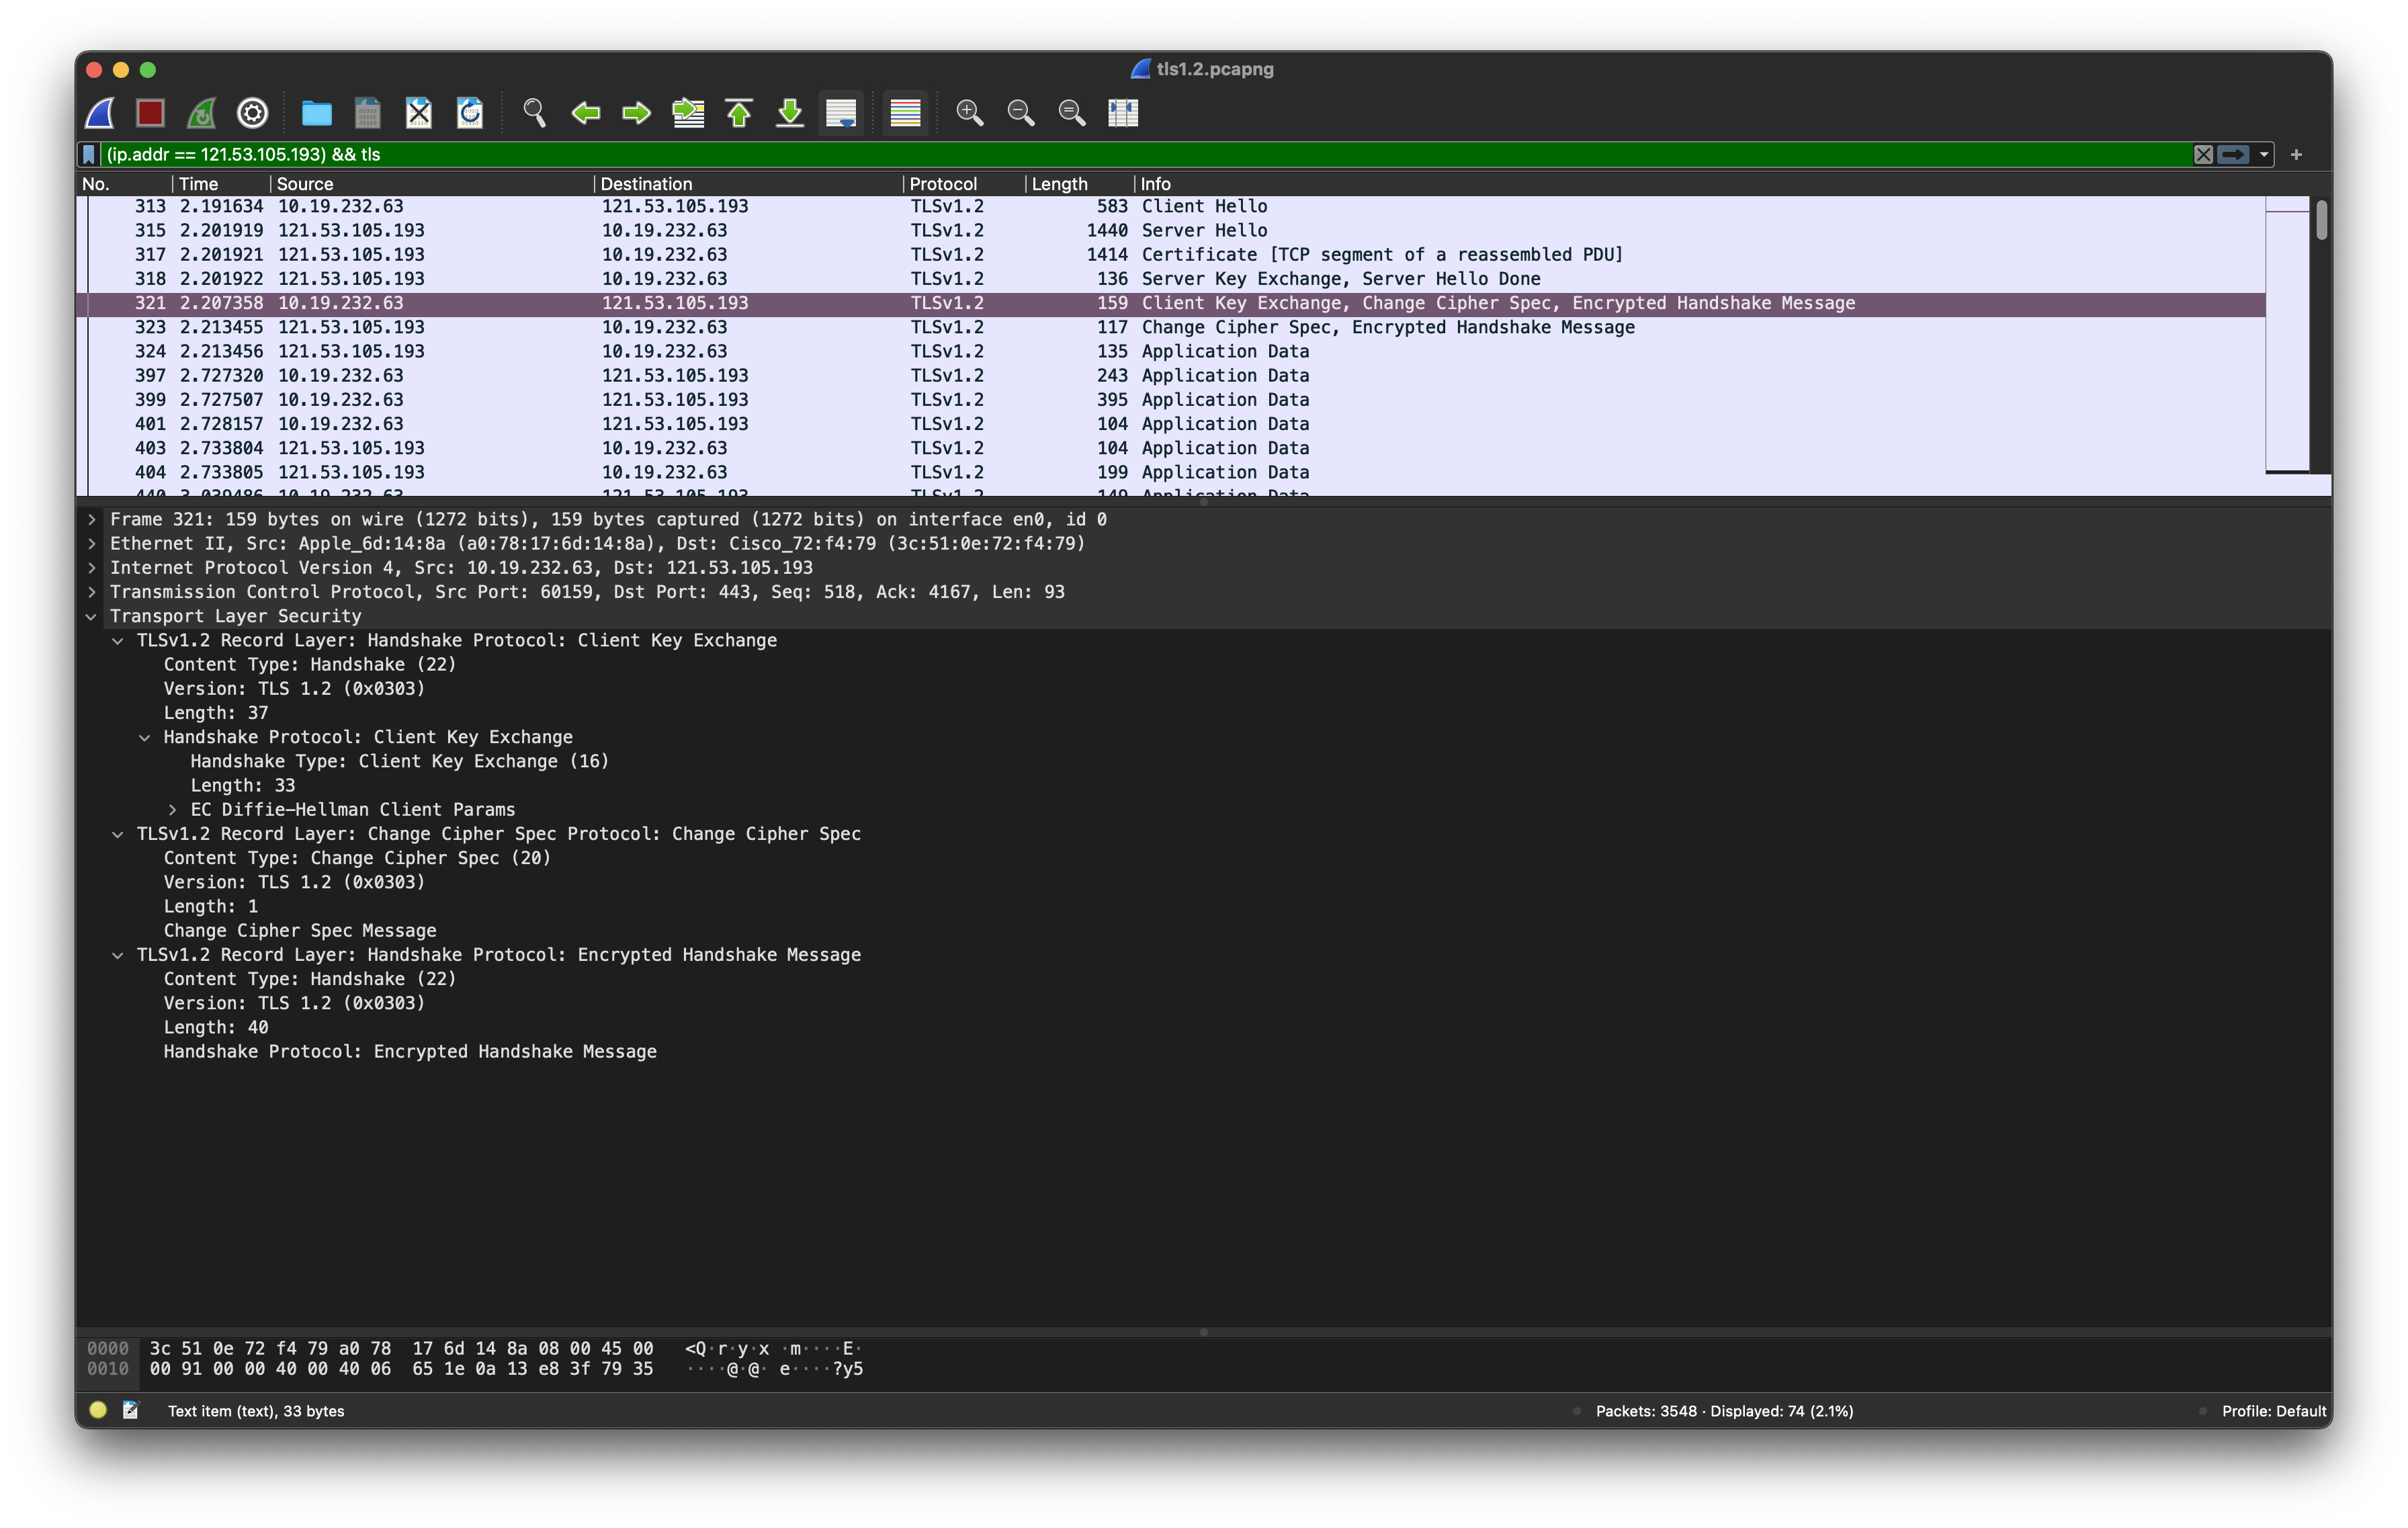 tls1.2.pcapng
(ip.addr == 121.53.105.193) && tls
No. Time Source Destination Protocol Length Info
313 2.191634 10.19.232.63 121.53.105.193 TLSv1.2 583 Client Hello
315 2.201919 121.53.105.193 10.19.232.63 TLSv1.2 1440 Server Hello
317 2.201921 121.53.105.193 10.19.232.63 TLSv1.2 1414 Certificate [TCP segment of a reassembled PDU]
318 2.201922 121.53.105.193 10.19.232.63 TLSv1.2 136 Server Key Exchange, Server Hello Done
321 2.207358 10.19.232.63 121.53.105.193 TLSv1.2 159 Client Key Exchange, Change Cipher Spec, Encrypted Handshake Message
323 2.213455 121.53.105.193 10.19.232.63 TLSv1.2 117 Change Cipher Spec, Encrypted Handshake Message
324 2.213456 121.53.105.193 10.19.232.63 TLSv1.2 135 Application Data
397 2.727320 10.19.232.63 121.53.105.193 TLSv1.2 243 Application Data
399 2.727507 10.19.232.63 121.53.105.193 TLSv1.2 395 Application Data
401 2.728157 10.19.232.63 121.53.105.193 TLSv1.2 104 Application Data
403 2.733804 121.53.105.193 10.19.232.63 TLSv1.2 104 Application Data
404 2.733805 121.53.105.193 10.19.232.63 TLSv1.2 199 Application Data
440 3.039486 10.19.232.63 121.53.105.193 TLSv1.2 149 Application Data
Frame 321: 159 bytes on wire (1272 bits), 159 bytes captured (1272 bits) on interface en0, id 0
Ethernet II, Src: Apple_6d:14:8a (a0:78:17:6d:14:8a), Dst: Cisco_72:f4:79 (3c:51:0e:72:f4:79)
Internet Protocol Version 4, Src: 10.19.232.63, Dst: 121.53.105.193
Transmission Control Protocol, Src Port: 60159, Dst Port: 443, Seq: 518, Ack: 4167, Len: 93
Transport Layer Security
TLSv1.2 Record Layer: Handshake Protocol: Client Key Exchange
Content Type: Handshake (22)
Version: TLS 1.2 (0x0303)
Length: 37
Handshake Protocol: Client Key Exchange
Handshake Type: Client Key Exchange (16)
Length: 33
EC Diffie-Hellman Client Params
TLSv1.2 Record Layer: Change Cipher Spec Protocol: Change Cipher Spec
Content Type: Change Cipher Spec (20)
Version: TLS 1.2 (0x0303)
Length: 1
Change Cipher Spec Message
TLSv1.2 Record Layer: Handshake Protocol: Encrypted Handshake Message
Content Type: Handshake (22)
Version: TLS 1.2 (0x0303)
Length: 40
Handshake Protocol: Encrypted Handshake Message
0000 3c 51 0e 72 f4 79 a0 78 17 6d 14 8a 08 00 45 00 <Q·r·y·x ·m····E·
0010 00 91 00 00 40 00 40 06 65 1e 0a 13 e8 3f 79 35 ····@·@· e····?y5
Text item (text), 33 bytes Packets: 3548 · Displayed: 74 (2.1%) Profile: Default